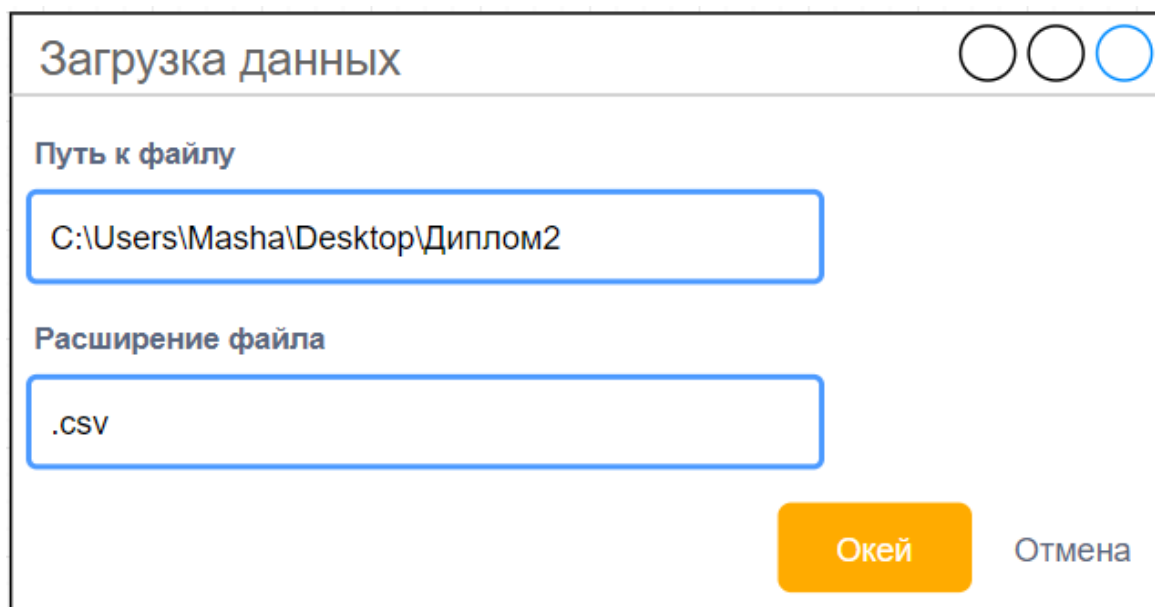 Загрузка данных
Путь к файлу
C:\Users\Masha\Desktop\Диплом2
Расширение файла
.csv
Окей Отмена